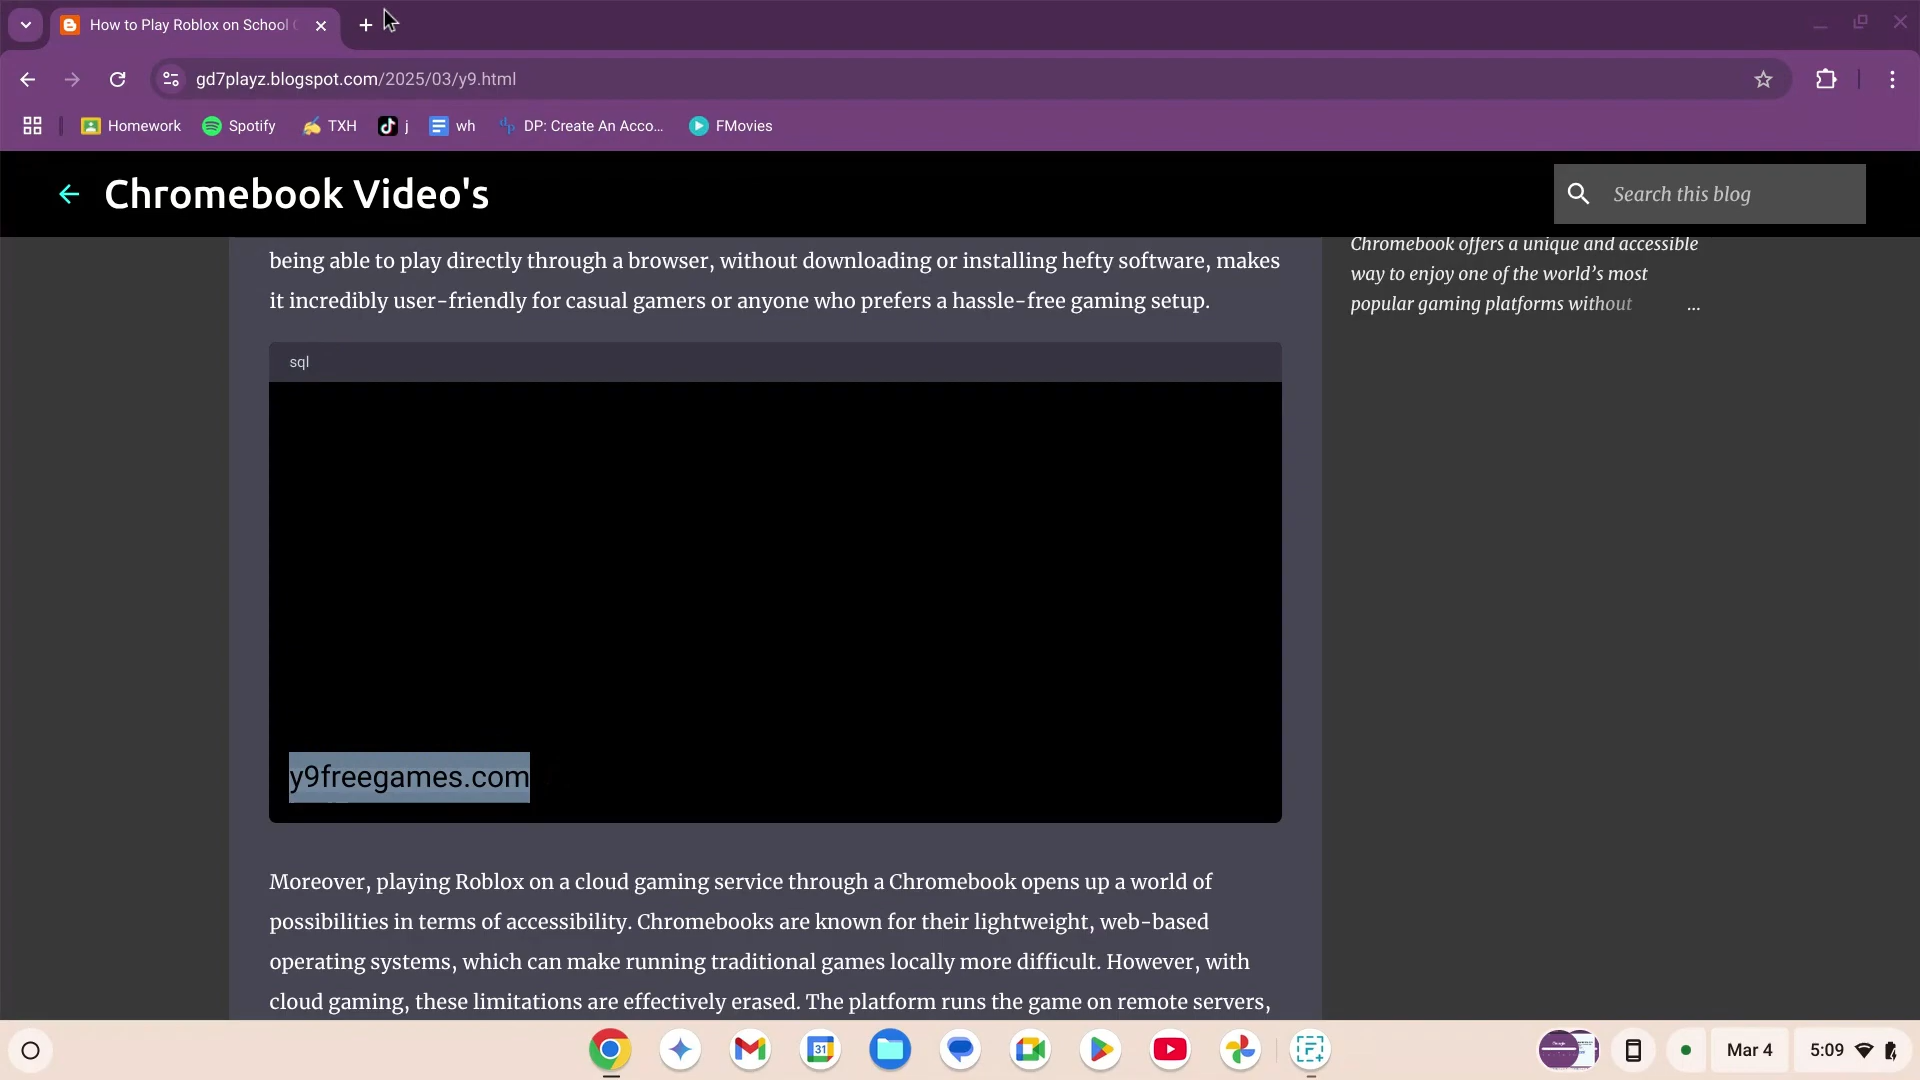 How to Play Roblox on School
gd7playz.blogspot.com/2025/03/y9.html
Homework
Spotify
TXH
j
wh
DP: Create An Acco...
FMovies
Chromebook Video's
Search this blog
being able to play directly through a browser, without downloading or installing hefty software, makes
it incredibly user-friendly for casual gamers or anyone who prefers a hassle-free gaming setup.
Chromebook offers a unique and accessible
way to enjoy one of the world's most
popular gaming platforms without ...
sql
y9freegames.com
Moreover, playing Roblox on a cloud gaming service through a Chromebook opens up a world of
possibilities in terms of accessibility. Chromebooks are known for their lightweight, web-based
operating systems, which can make running traditional games locally more difficult. However, with
cloud gaming, these limitations are effectively erased. The platform runs the game on remote servers,
31
Mar 4
5:09